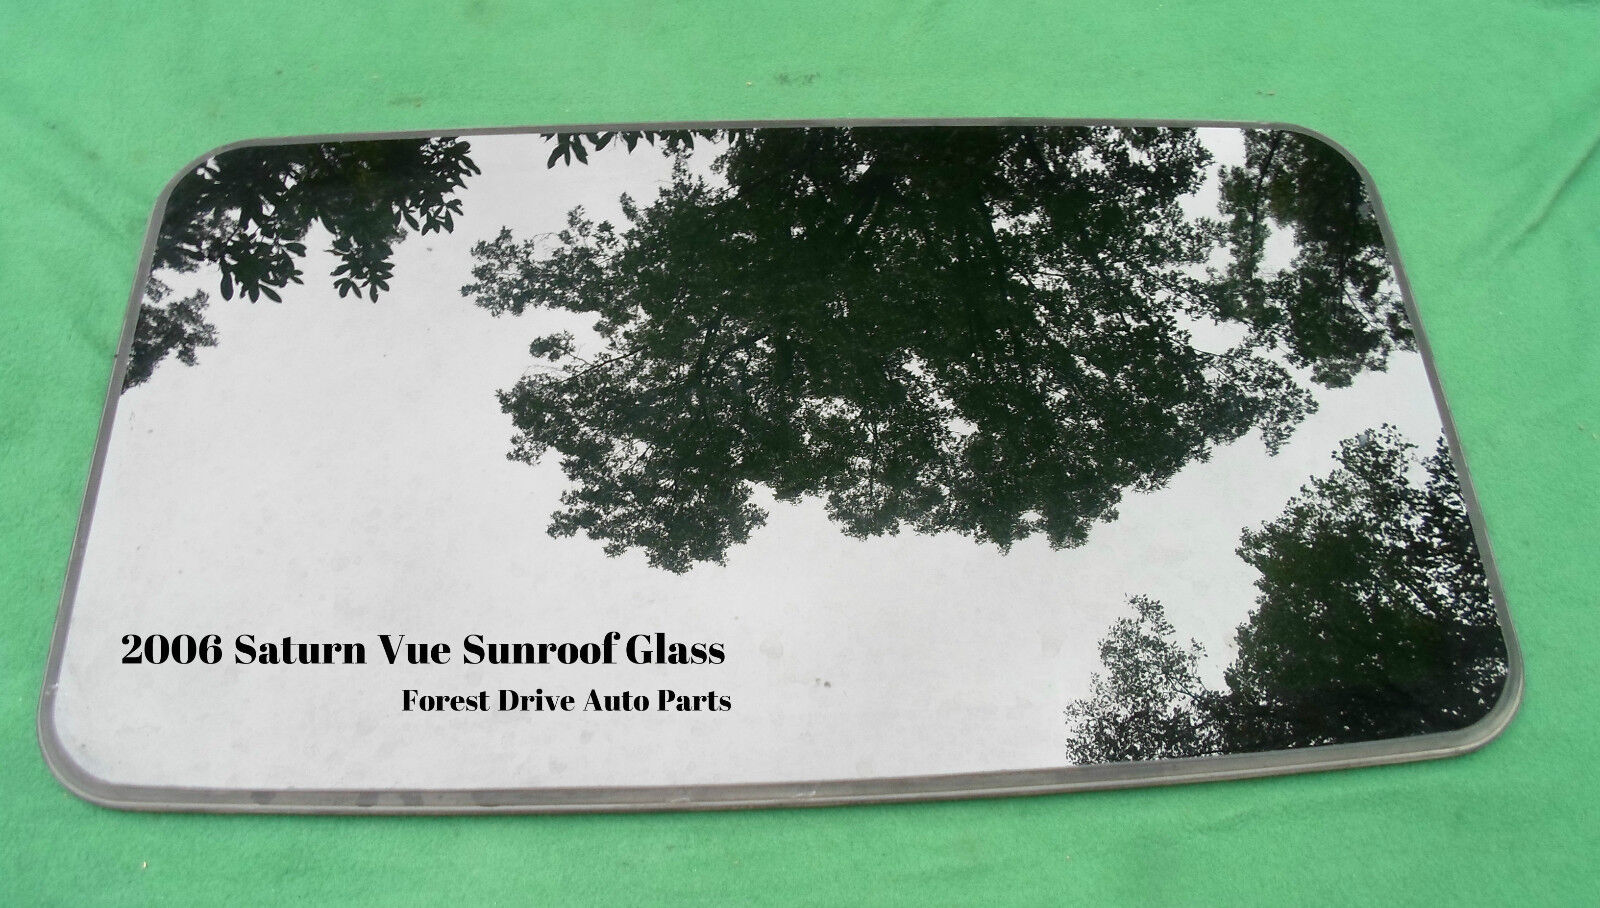 2006 Saturn Vue Sunroof Glass
Forest Drive Auto Parts